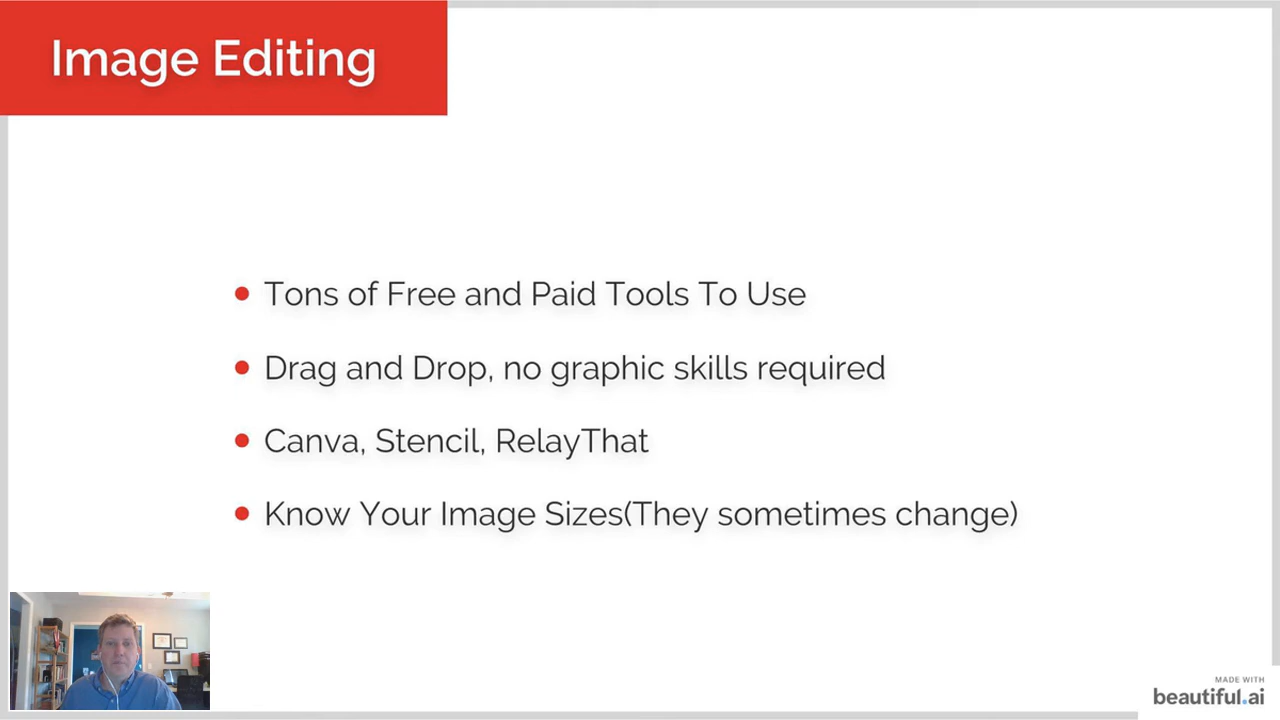 Image Editing
Tons of Free and Paid Tools To Use
Drag and Drop, no graphic skills required
Canva, Stencil, RelayThat
Know Your Image Sizes(They sometimes change)
MADE WITH
beautiful.ai